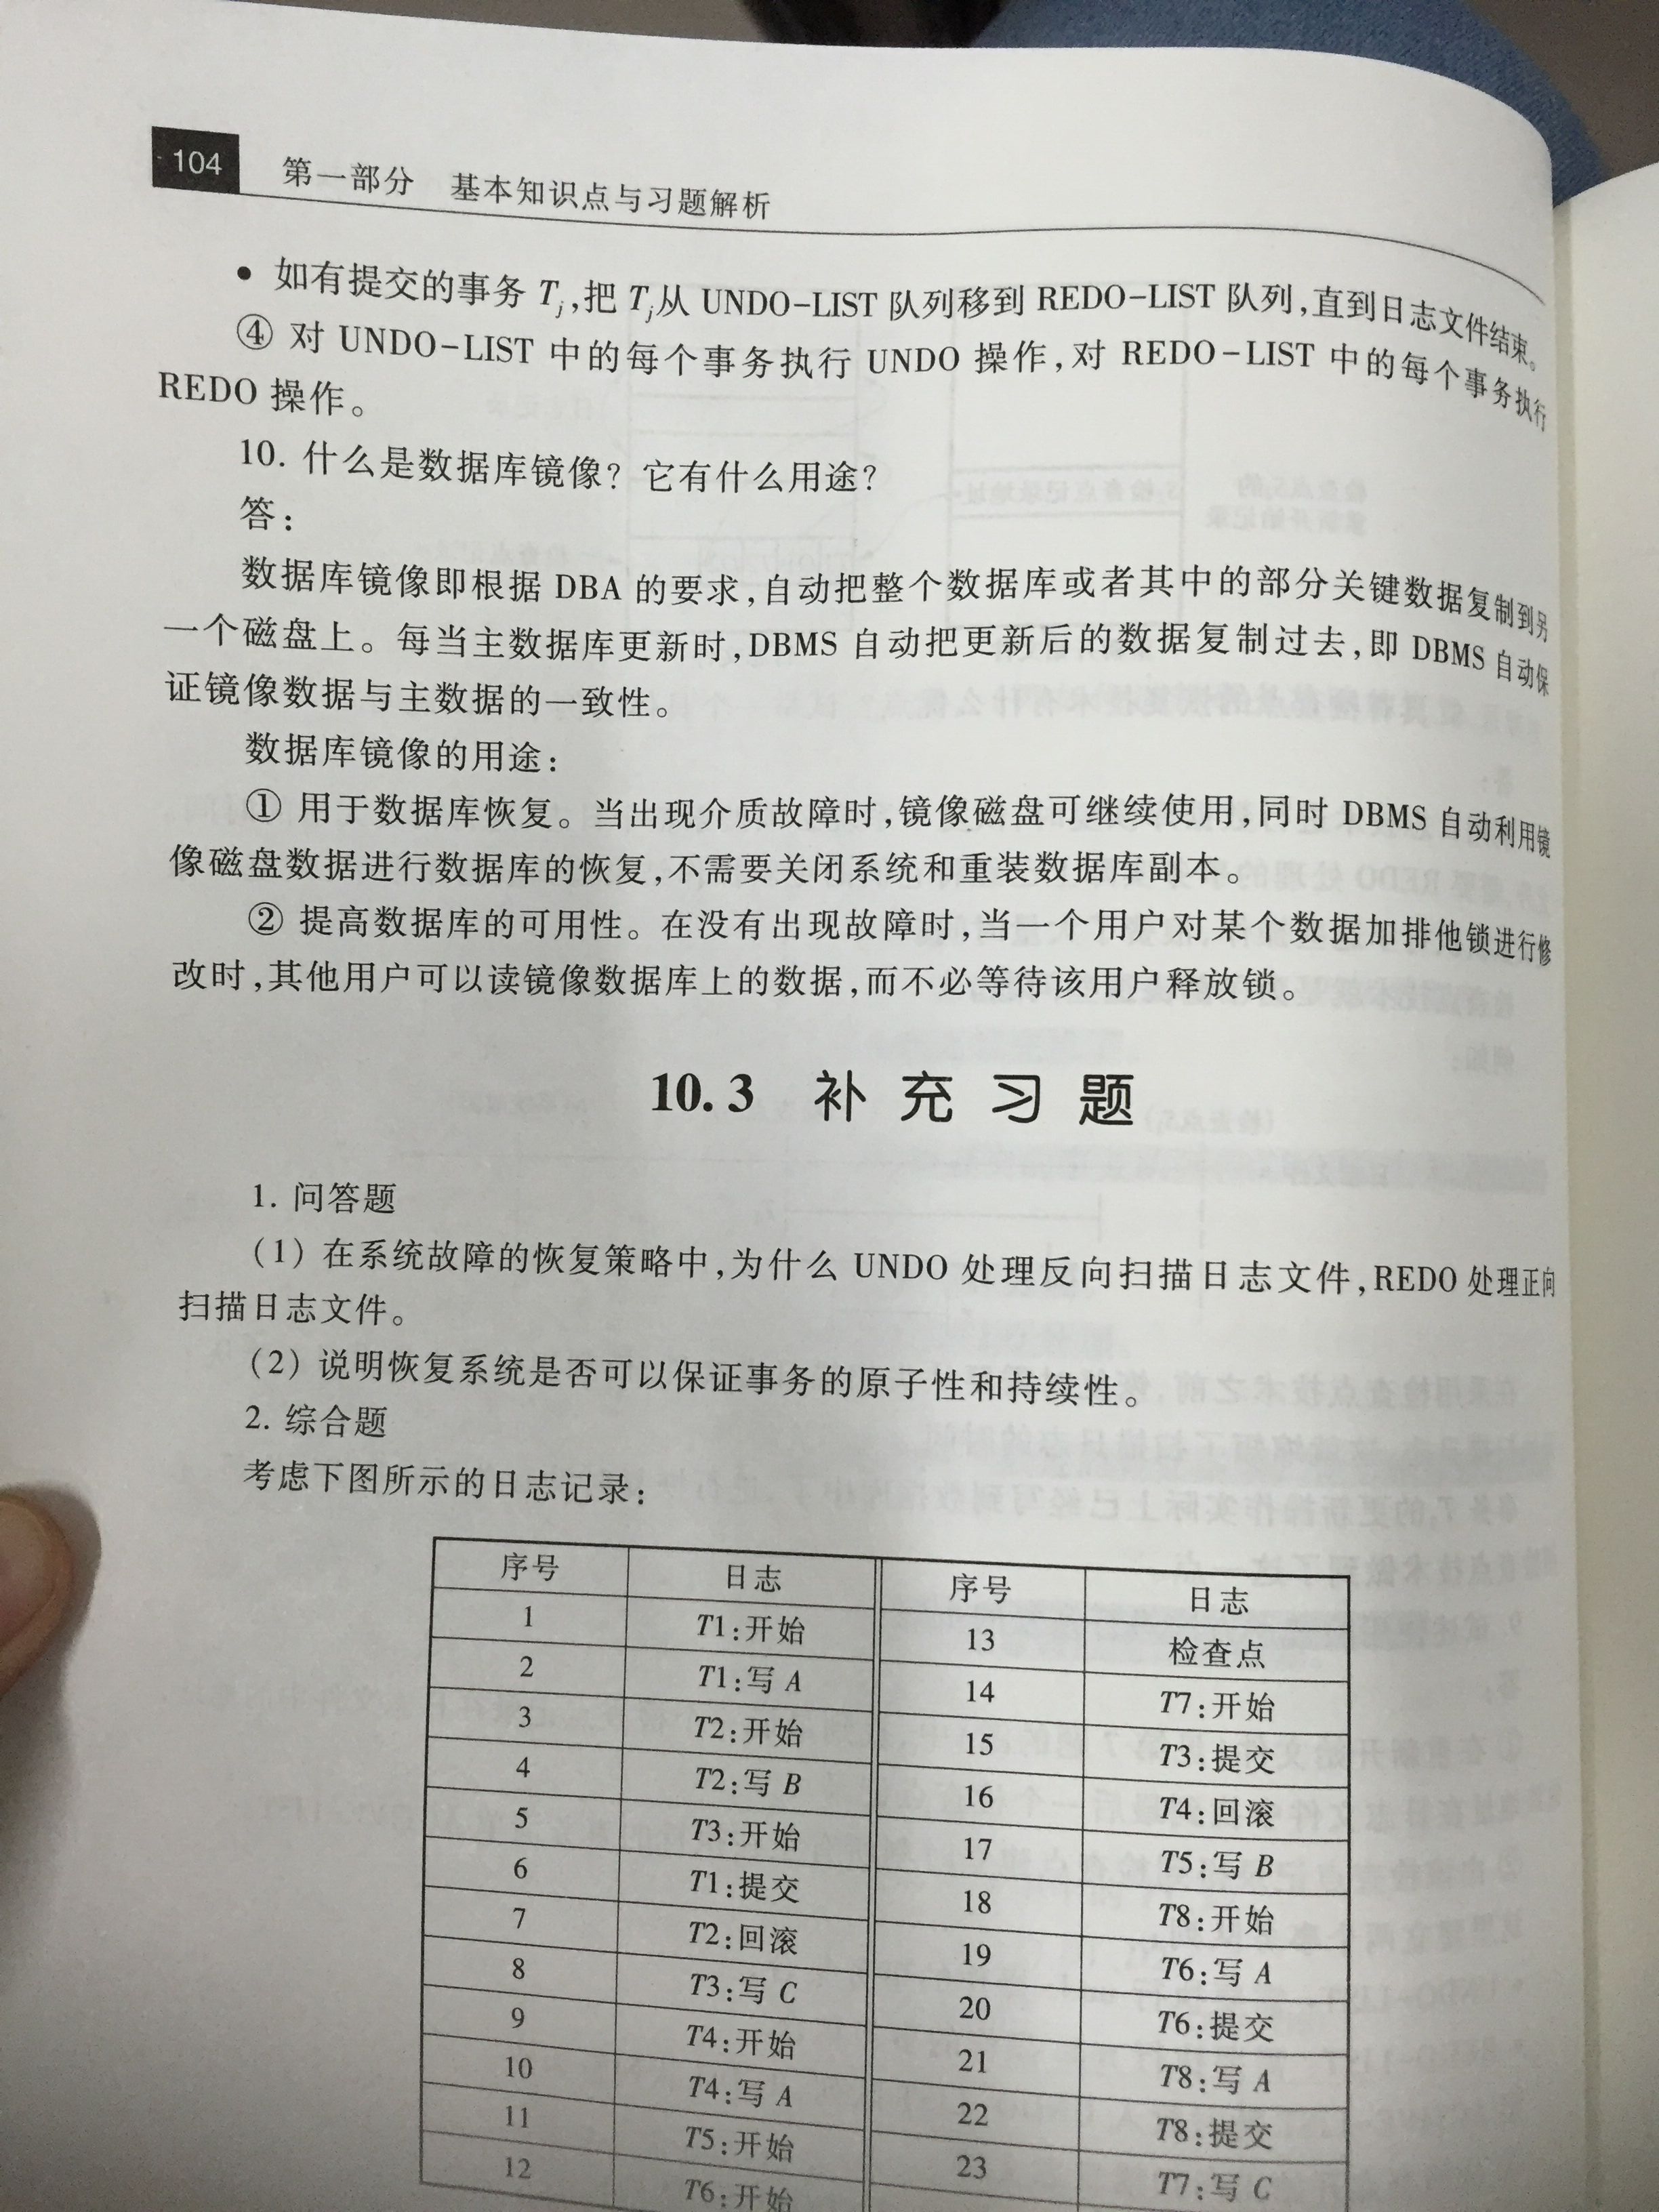 104 第一部分 基本知识点与习题解析
• 如有提交的事务 Tj,把 Tj从 UNDO-LIST 队列移到 REDO-LIST 队列,直到日志文件结束。
④ 对 UNDO-LIST 中的每个事务执行 UNDO 操作,对 REDO-LIST 中的每个事务执行
REDO 操作。
10. 什么是数据库镜像? 它有什么用途?
答:
数据库镜像即根据 DBA 的要求,自动把整个数据库或者其中的部分关键数据复制到另
一个磁盘上。每当主数据库更新时,DBMS 自动把更新后的数据复制过去,即 DBMS 自动保
证镜像数据与主数据的一致性。
数据库镜像的用途:
① 用于数据库恢复。当出现介质故障时,镜像磁盘可继续使用,同时 DBMS 自动利用镜
像磁盘数据进行数据库的恢复,不需要关闭系统和重装数据库副本。
② 提高数据库的可用性。在没有出现故障时,当一个用户对某个数据加排他锁进行修
改时,其他用户可以读镜像数据库上的数据,而不必等待该用户释放锁。
10.3 补充习题
1. 问答题
(1) 在系统故障的恢复策略中,为什么 UNDO 处理反向扫描日志文件,REDO 处理正向
扫描日志文件。
(2) 说明恢复系统是否可以保证事务的原子性和持续性。
2. 综合题
考虑下图所示的日志记录:
序号 日志 序号 日志
1 T1:开始 13 检查点
2 T1:写 A 14 T7:开始
3 T2:开始 15 T3:提交
4 T2:写 B 16 T4:回滚
5 T3:开始 17 T5:写 B
6 T1:提交 18 T8:开始
7 T2:回滚 19 T6:写 A
8 T3:写 C 20 T6:提交
9 T4:开始 21 T8:写 A
10 T4:写 A 22 T8:提交
11 T5:开始 23 T7:写 C
12 T6:开始